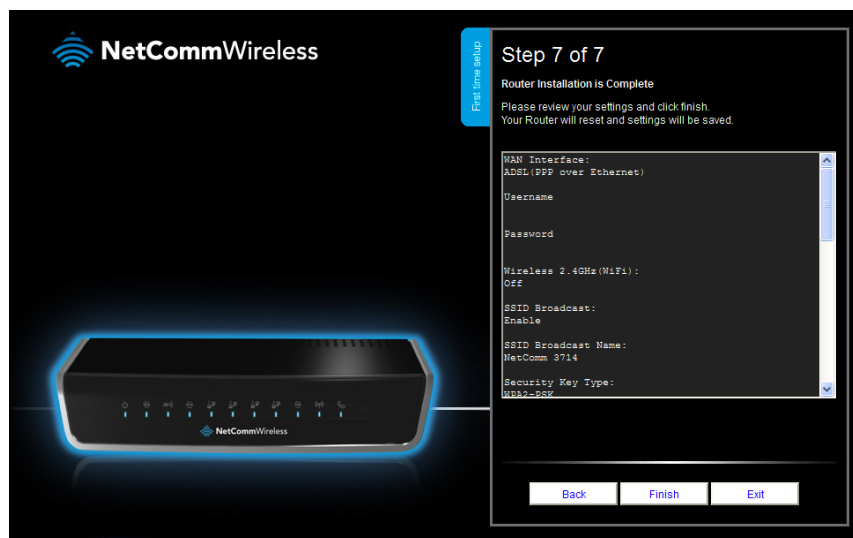 NetCommWireless
First time setup
Step 7 of 7
Router Installation is Complete
Please review your settings and click finish.
Your Router will reset and settings will be saved.
WAN Interface:
ADSL(PPP over Ethernet)
Username
Password
Wireless 2.4GHz(WiFi):
Off
SSID Broadcast:
Enable
SSID Broadcast Name:
NetComm 3714
Security Key Type:
WPA2-PSK
NetCommWireless
Back
Finish
Exit